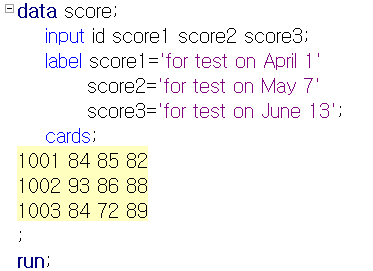 data score;
input id score1 score2 score3;
label score1='for test on April 1'
score2='for test on May 7'
score3='for test on June 13';
cards;
1001 84 85 82
1002 93 86 88
1003 84 72 89
;
run;